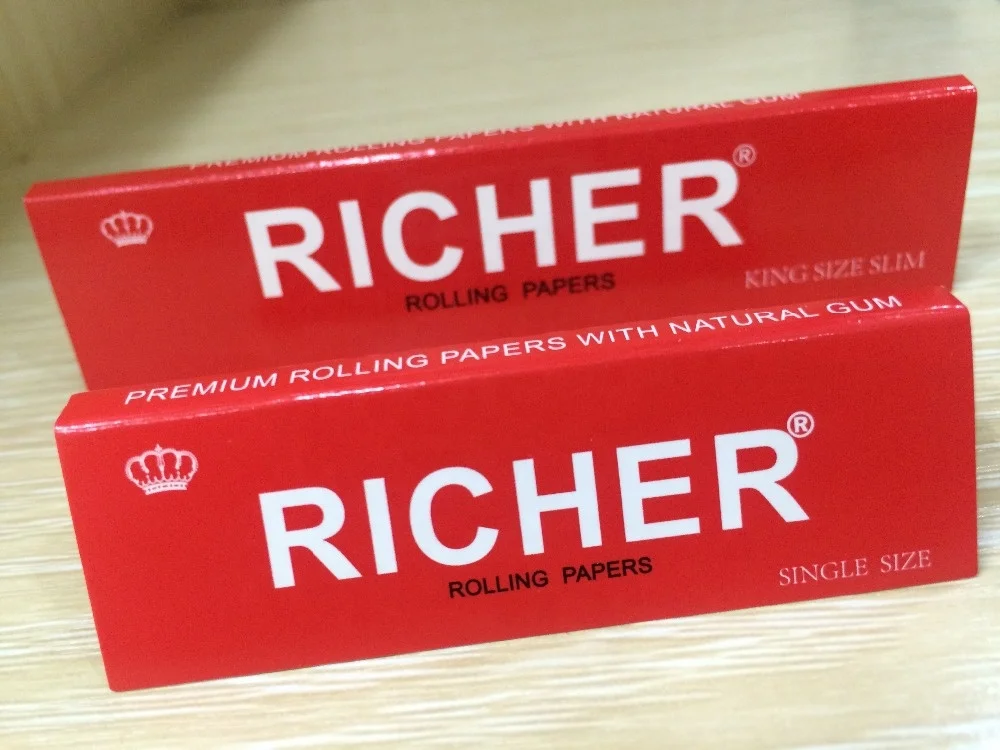 PREMIUM ROLLING PAPERS WITH NATURAL GUM
RICHER®
ROLLING PAPERS
KING SIZE SLIM
PREMIUM ROLLING PAPERS WITH NATURAL GUM
RICHER®
ROLLING PAPERS
SINGLE SIZE